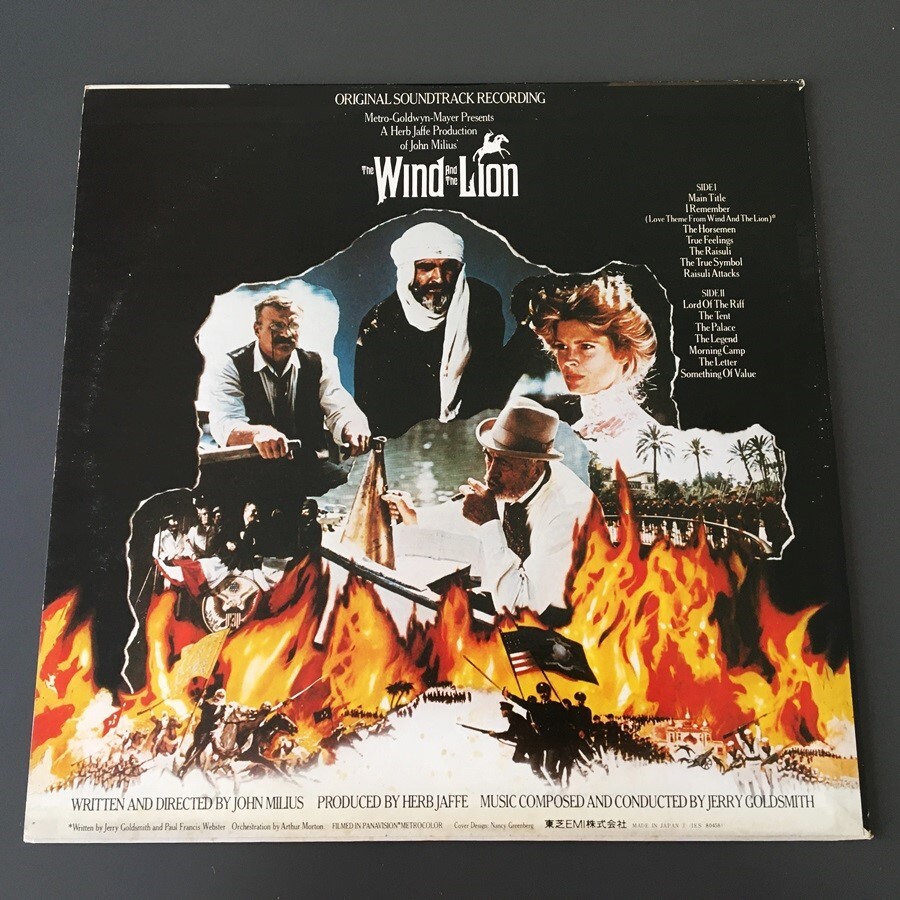 ORIGINAL SOUNDTRACK RECORDING
Metro-Goldwyn-Mayer Presents
A Herb Jaffe Production
of John Milius'
The Wind And The Lion
SIDE I
Main Title
I Remember
(Love Theme From Wind And The Lion)*
The Horsemen
True Feelings
The Raisuli
The True Symbol
Raisuli Attacks
SIDE II
Lord Of The Riff
The Tent
The Palace
The Legend
Morning Camp
The Letter
Something Of Value
WRITTEN AND DIRECTED BY JOHN MILIUS PRODUCED BY HERB JAFFE MUSIC COMPOSED AND CONDUCTED BY JERRY GOLDSMITH
*Written by Jerry Goldsmith and Paul Francis Webster Orchestration by Arthur Morton. FILMED IN PANAVISION® METROCOLOR Cover Design: Nancy Greenberg 東芝EMI株式会社 MADE IN JAPAN